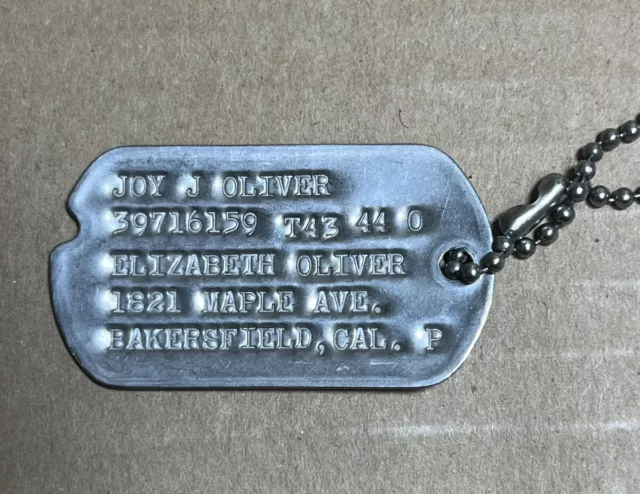 JOY J OLIVER
39716159 T43 44 O
ELIZABETH OLIVER
1821 MAPLE AVE.
BAKERSFIELD, CAL. P